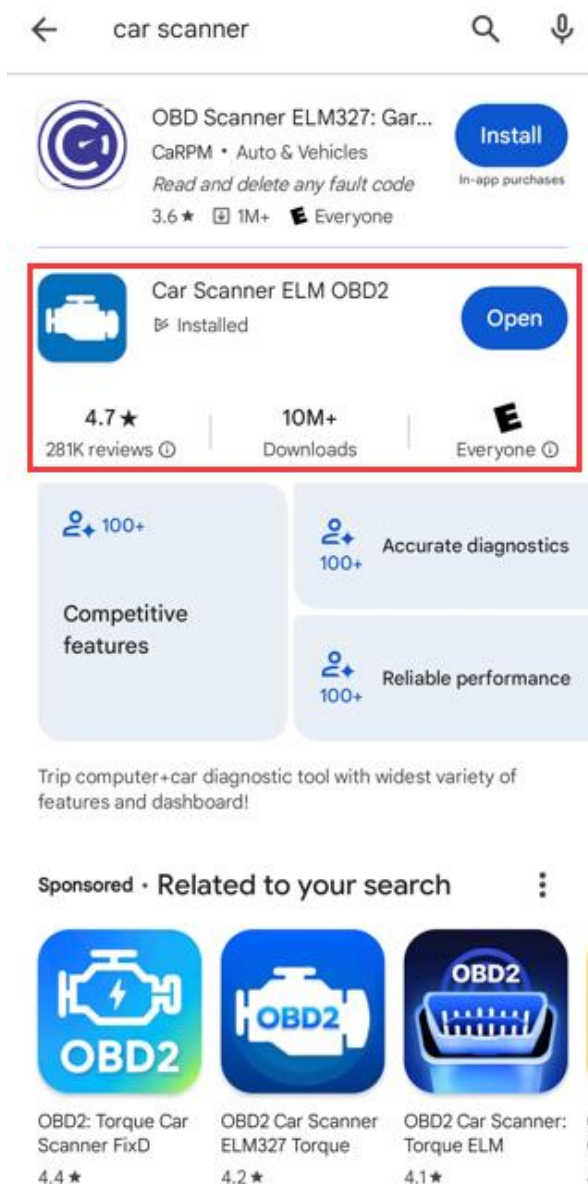 car scanner
OBD Scanner ELM327: Gar...
CaRPM • Auto & Vehicles
Read and delete any fault code
3.6★ 1M+ E Everyone
Install
In-app purchases
Car Scanner ELM OBD2
Installed
Open
4.7★
281K reviews
10M+
Downloads
E
Everyone
100+
Competitive
features
100+
Accurate diagnostics
100+
Reliable performance
Trip computer+car diagnostic tool with widest variety of
features and dashboard!
Sponsored · Related to your search
OBD2
OBD2: Torque Car
Scanner FixD
4.4★
OBD2
OBD2 Car Scanner
ELM327 Torque
4.2★
OBD2
OBD2 Car Scanner:
Torque ELM
4.1★